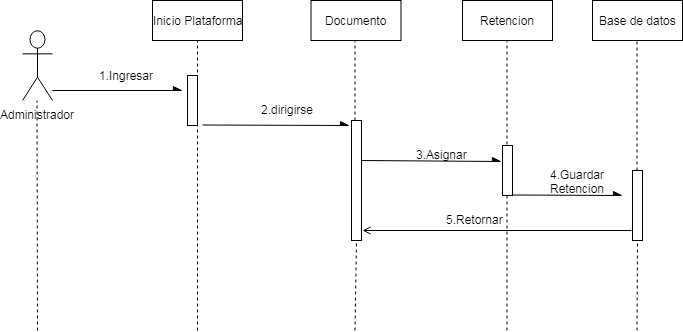 Inicio Plataforma
Documento
Retencion
Base de datos
1.Ingresar
Administrador
2.dirigirse
3.Asignar
4.Guardar
Retencion
5.Retornar